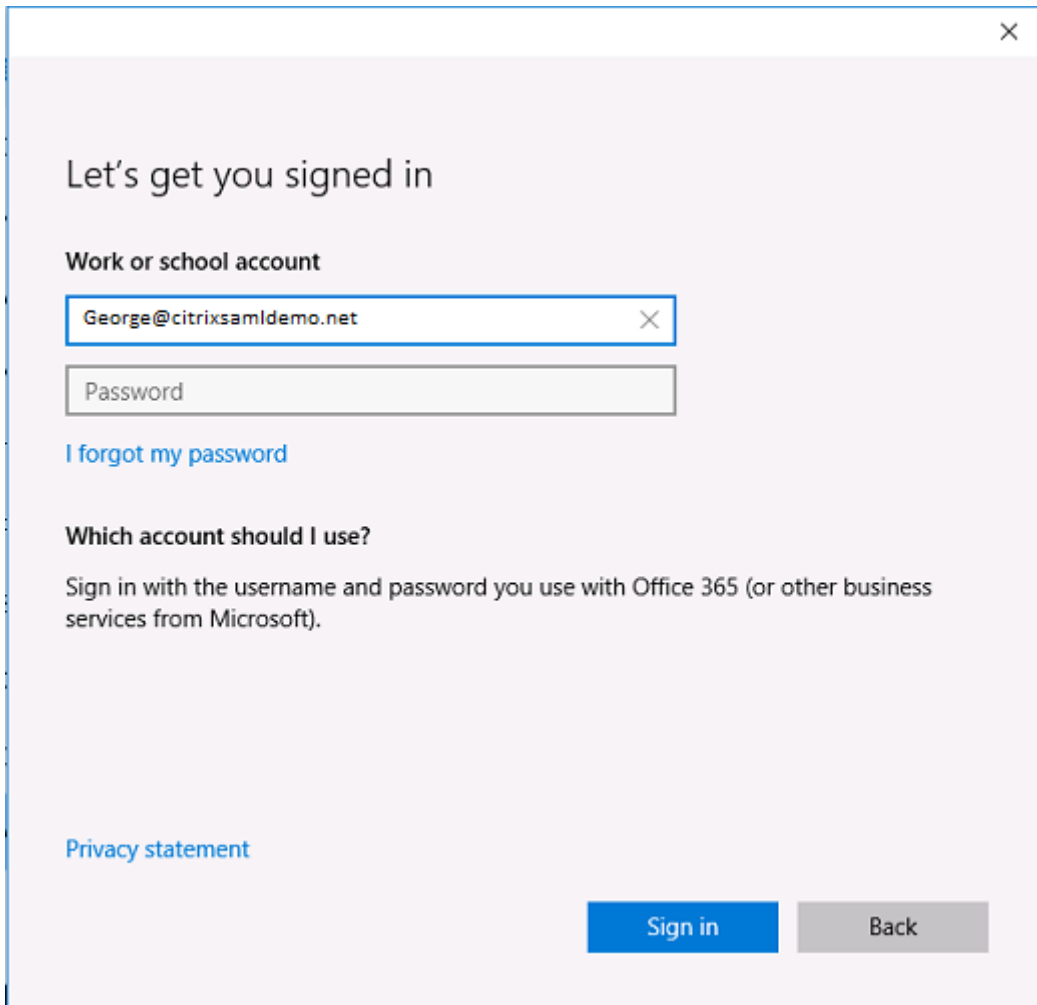 Let's get you signed in
Work or school account
George@citrixsamldemo.net
Password
I forgot my password
Which account should I use?
Sign in with the username and password you use with Office 365 (or other business
services from Microsoft).
Privacy statement
Sign in
Back